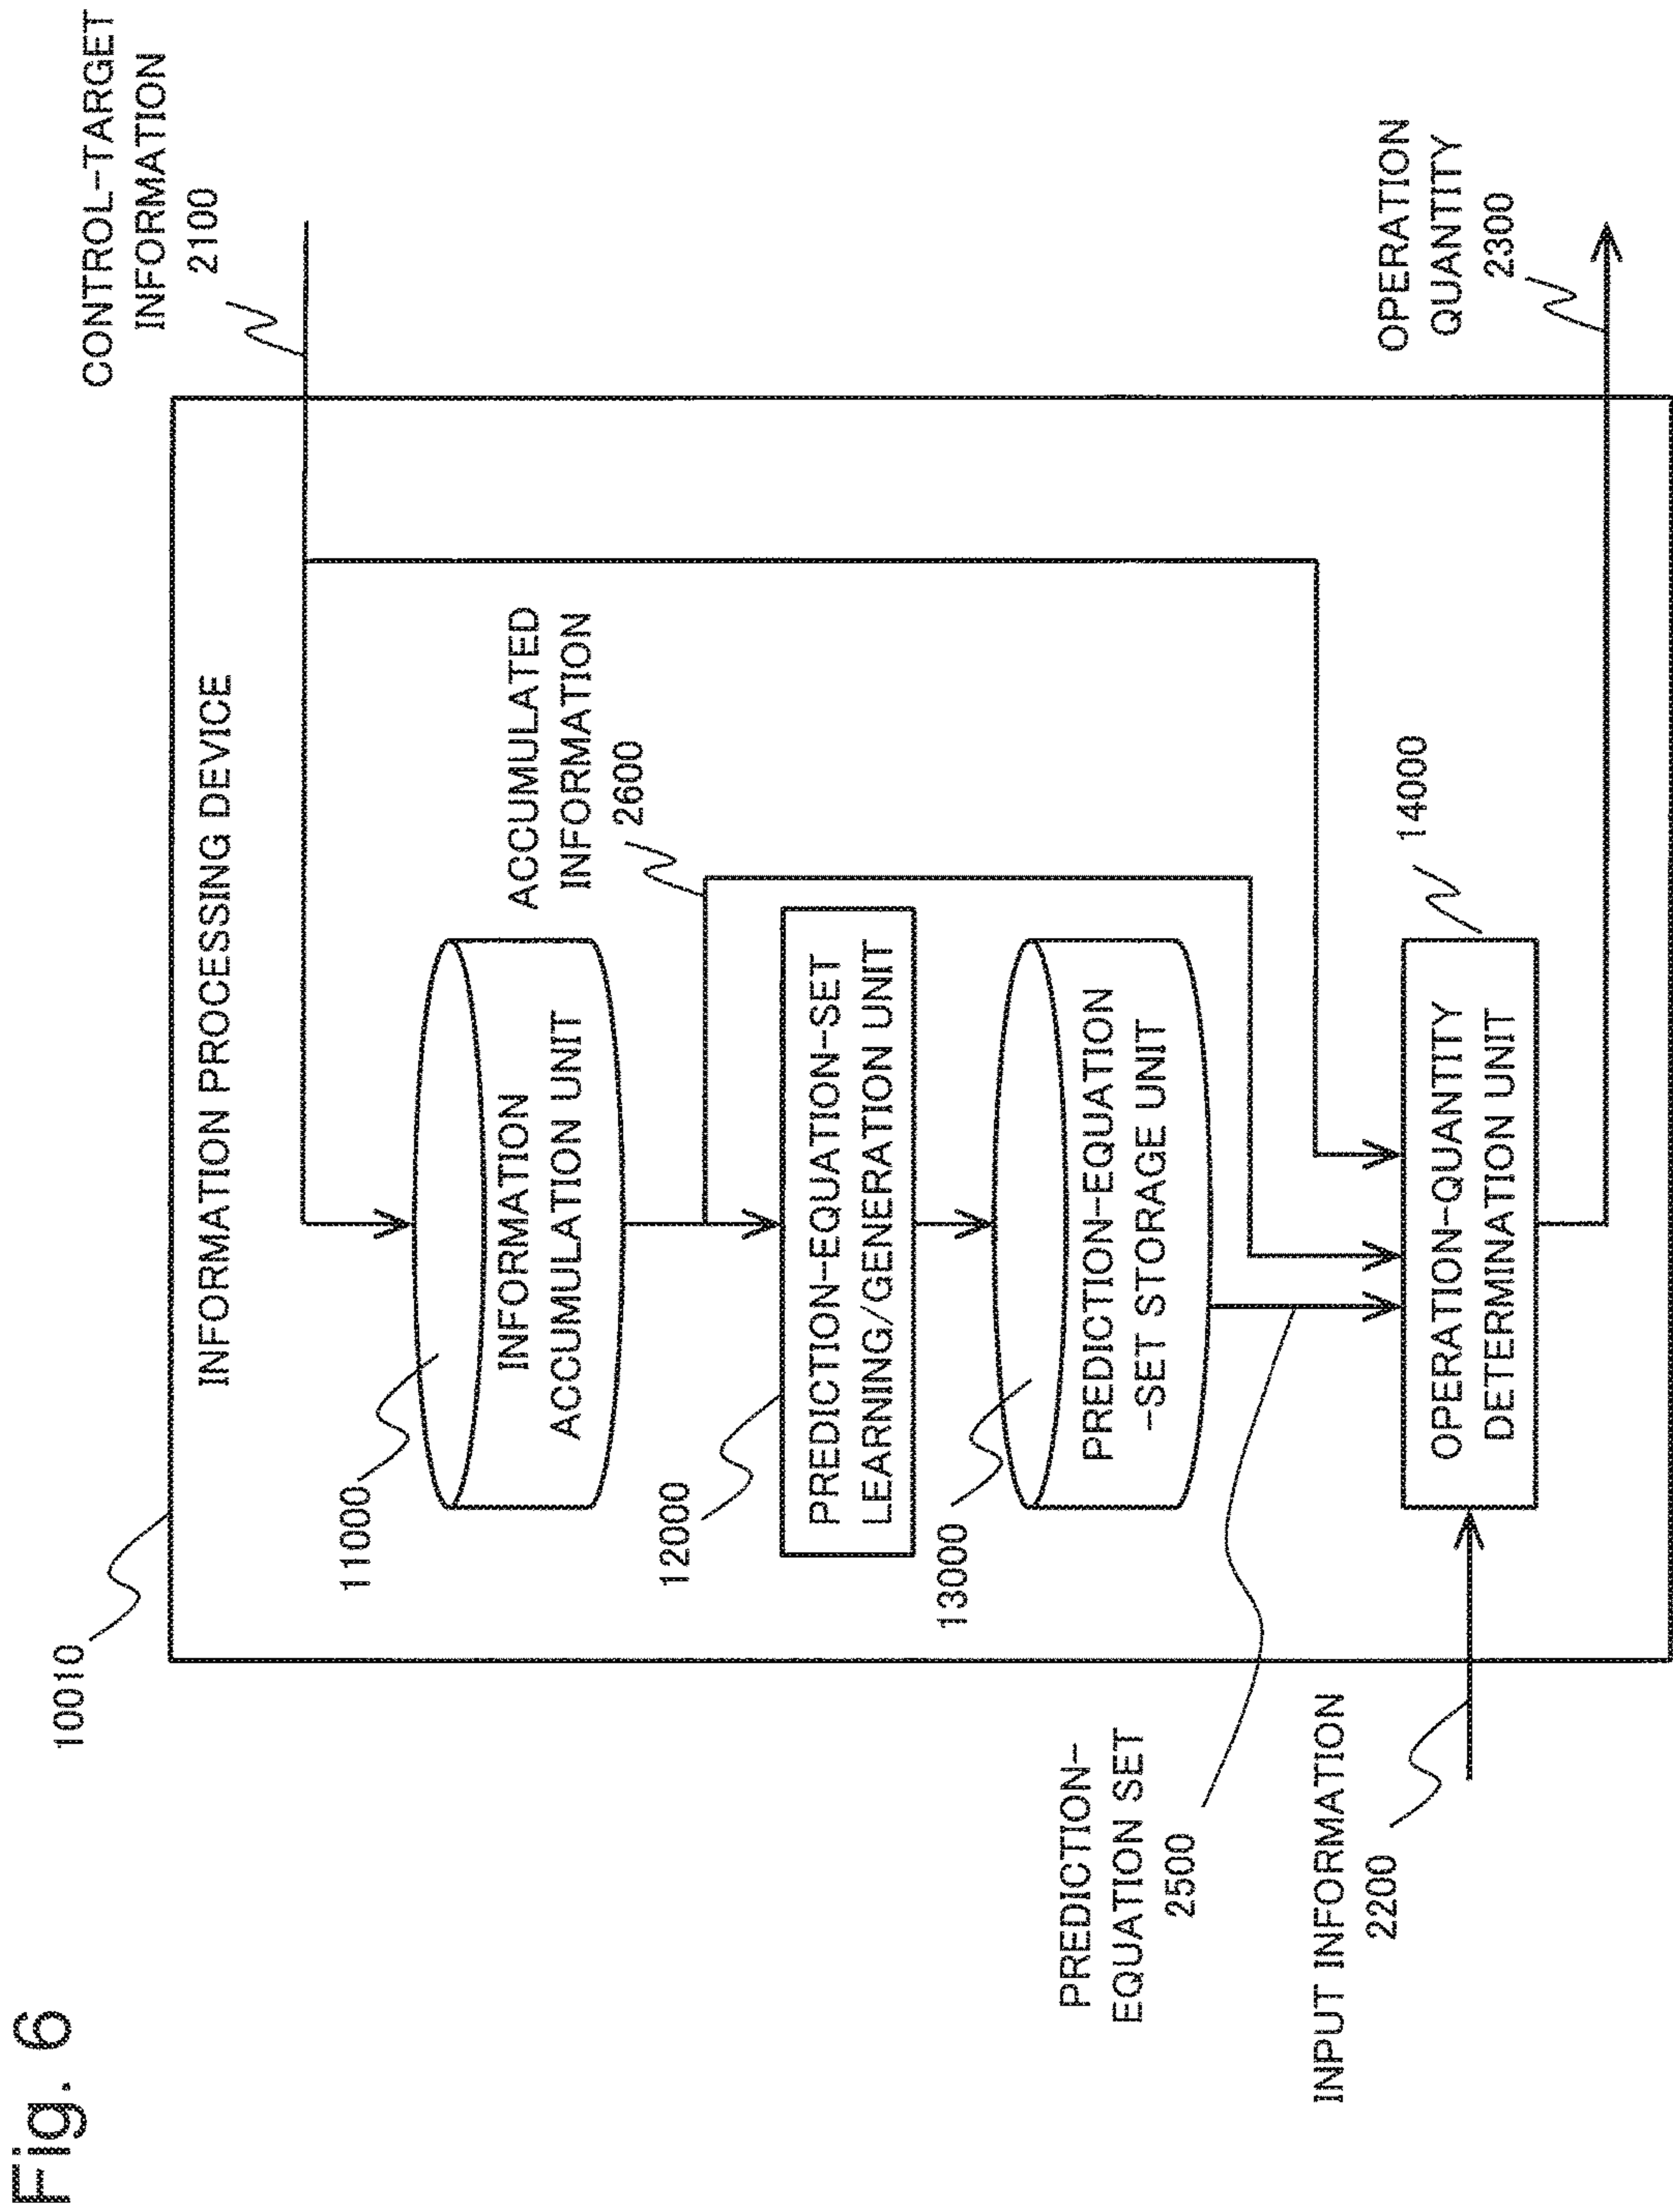 Fig. 6
10010
INFORMATION PROCESSING DEVICE
CONTROL-TARGET
INFORMATION
2100
11000
INFORMATION
ACCUMULATION UNIT
ACCUMULATED
INFORMATION
2600
12000
PREDICTION-EQUATION-SET
LEARNING/GENERATION UNIT
13000
PREDICTION-EQUATION
-SET STORAGE UNIT
PREDICTION-
EQUATION SET
2500
14000
OPERATION-QUANTITY
DETERMINATION UNIT
INPUT INFORMATION
2200
OPERATION
QUANTITY
2300